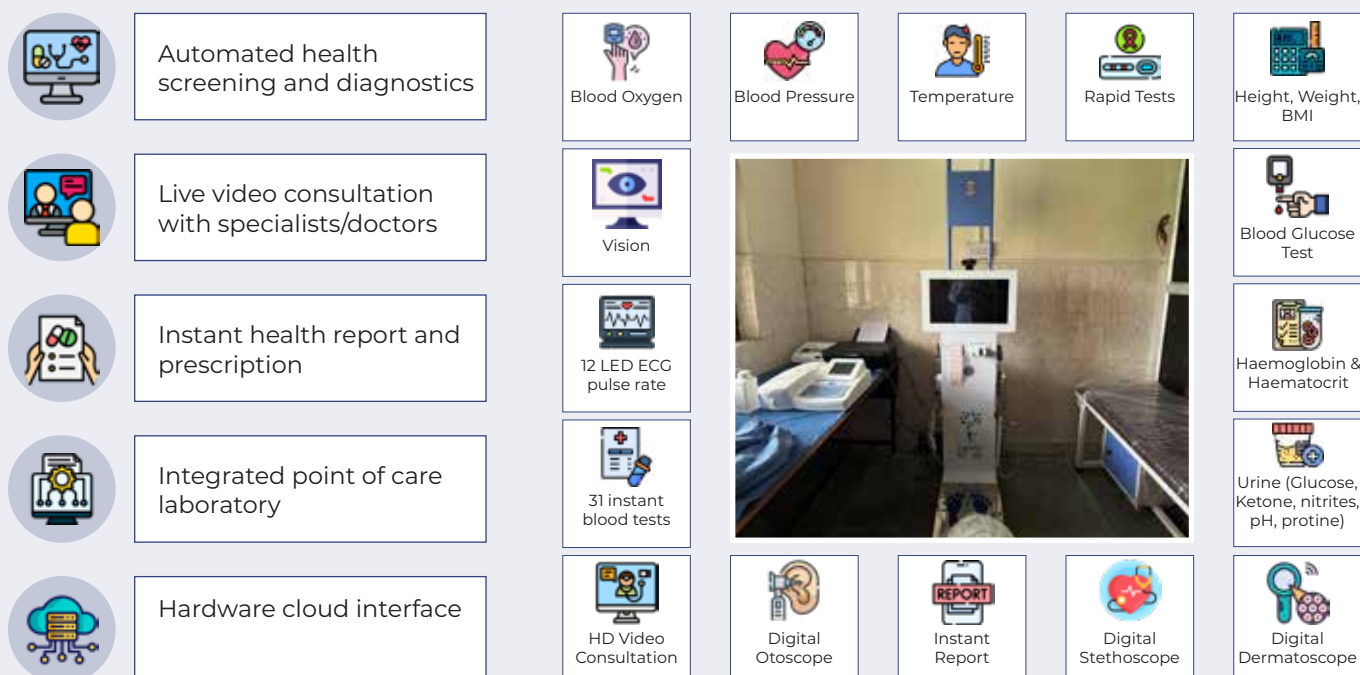 Automated health
screening and diagnostics
Live video consultation
with specialists/doctors
Instant health report and
prescription
Integrated point of care
laboratory
Hardware cloud interface
Blood Oxygen
Blood Pressure
Temperature
Rapid Tests
Height, Weight,
BMI
Vision
Blood Glucose
Test
12 LED ECG
pulse rate
Haemoglobin &
Haematocrit
31 instant
blood tests
Urine (Glucose,
Ketone, nitrites,
pH, protine)
HD Video
Consultation
Digital
Otoscope
REPORT
Instant
Report
Digital
Stethoscope
Digital
Dermatoscope